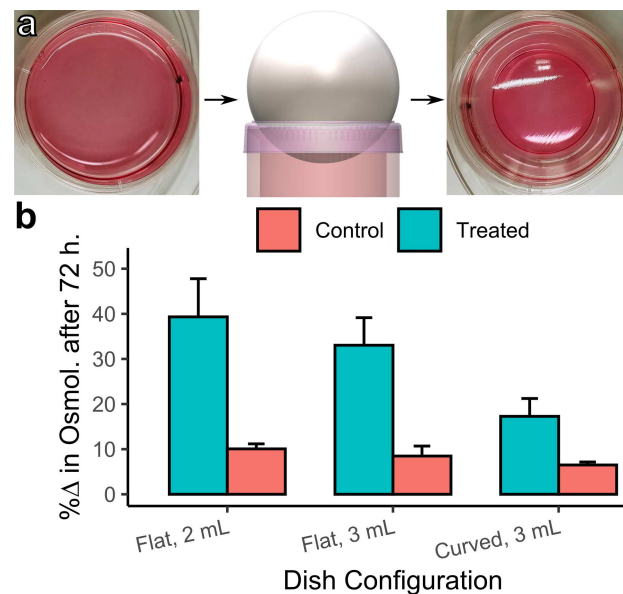 a
b
Control
Treated
%Δ in Osmol. after 72 h.
50
40
30
20
10
0
Flat, 2 mL
Flat, 3 mL
Curved, 3 mL
Dish Configuration